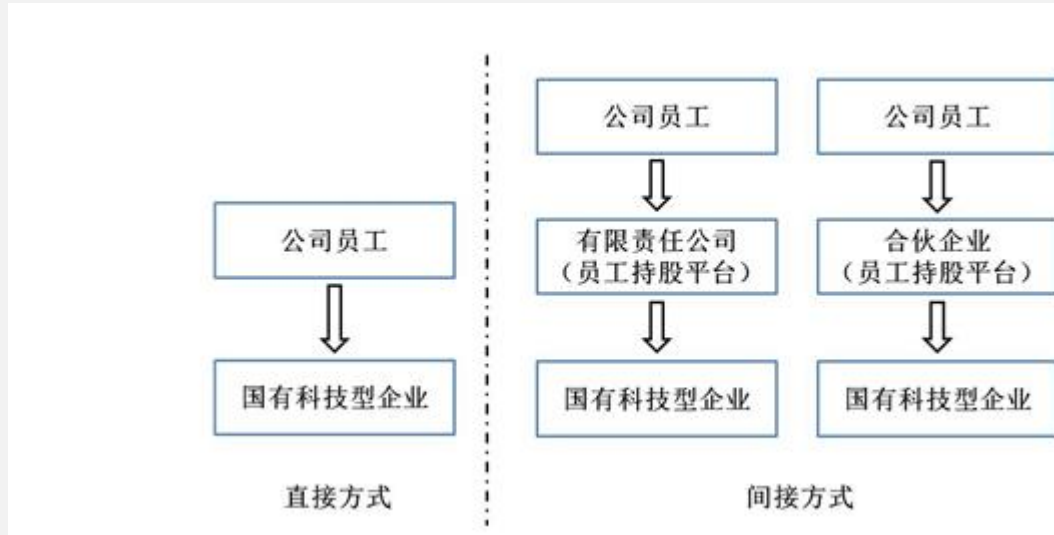 公司员工
国有科技型企业
直接方式
公司员工
有限责任公司
（员工持股平台）
国有科技型企业
公司员工
合伙企业
（员工持股平台）
国有科技型企业
间接方式